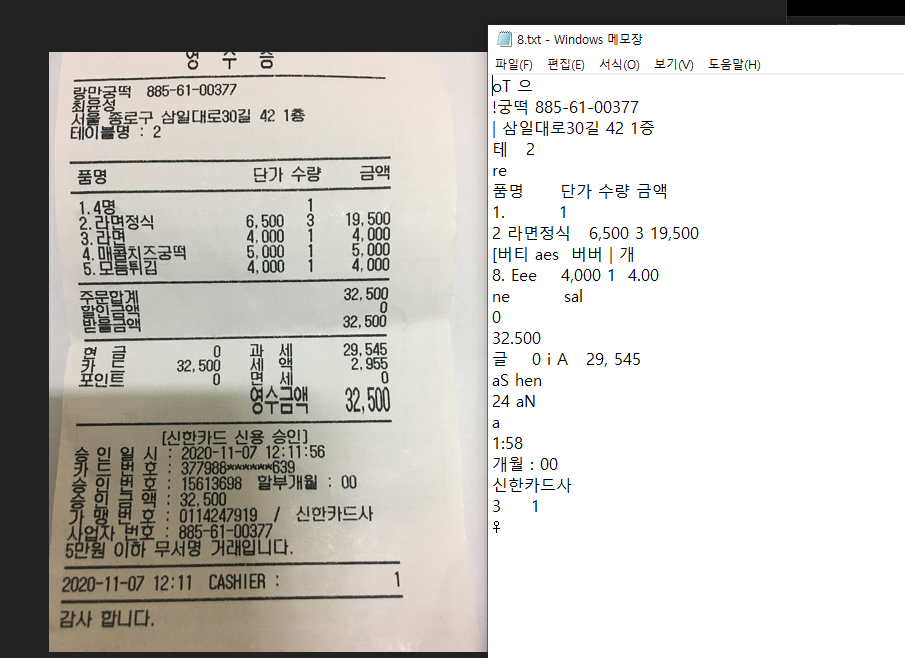 영 수 증
랑만궁떡 885-61-00377
최윤성
서울 종로구 삼일대로30길 42 1층
테이블명 : 2
품명 단가 수량 금액
1.4명 1
2.라면정식 6,500 3 19,500
3.라면 4,000 1 4,000
4.매콤치즈궁떡 5,000 1 5,000
5.모둠튀김 4,000 1 4,000
주문합계 32,500
할인금액 0
받을금액 32,500
현 글 0 과 세 29,545
카 드 32,500 세 액 2,955
포인트 0 면 세 0
영수금액 32,500
[신한카드 신용 승인]
승 인 일 시 : 2020-11-07 12:11:56
카 드 번 호 : 377988******639
승 인 번 호 : 15613698 할부개월 : 00
승 인 금 액 : 32,500
가 맹 번 호 : 0114247919 / 신한카드사
사업자 번호 : 885-61-00377
5만원 이하 무서명 거래입니다.
2020-11-07 12:11 CASHIER : 1
감사 합니다.
8.txt - Windows 메모장
파일(F) 편집(E) 서식(O) 보기(V) 도움말(H)
oT 으
!궁떡 885-61-00377
| 삼일대로30길 42 1증
테 2
re
품명 단가 수량 금액
1. 1
2 라면정식 6,500 3 19,500
[버티 aes 버버 | 개
8. Eee 4,000 1 4.00
ne sal
0
32.500
글 0 i A 29, 545
aS hen
24 aN
a
1:58
개월 : 00
신한카드사
3 1
♀